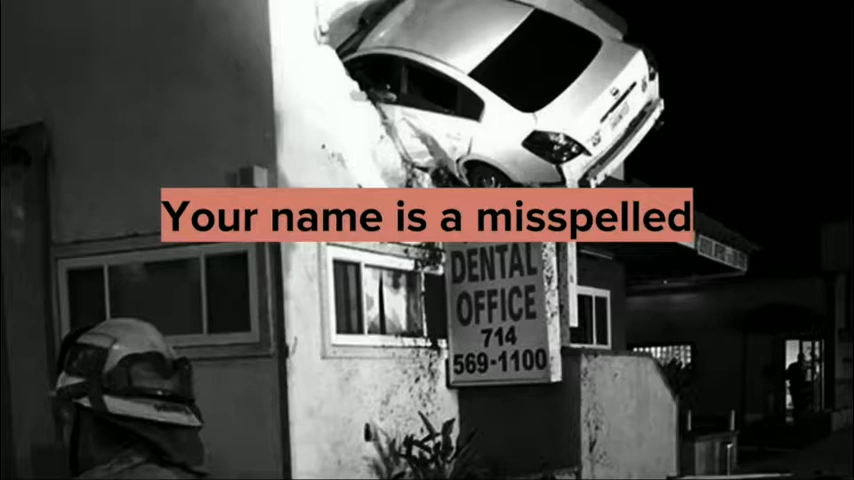 Your name is a misspelled
DENTAL
OFFICE
714
569-1100